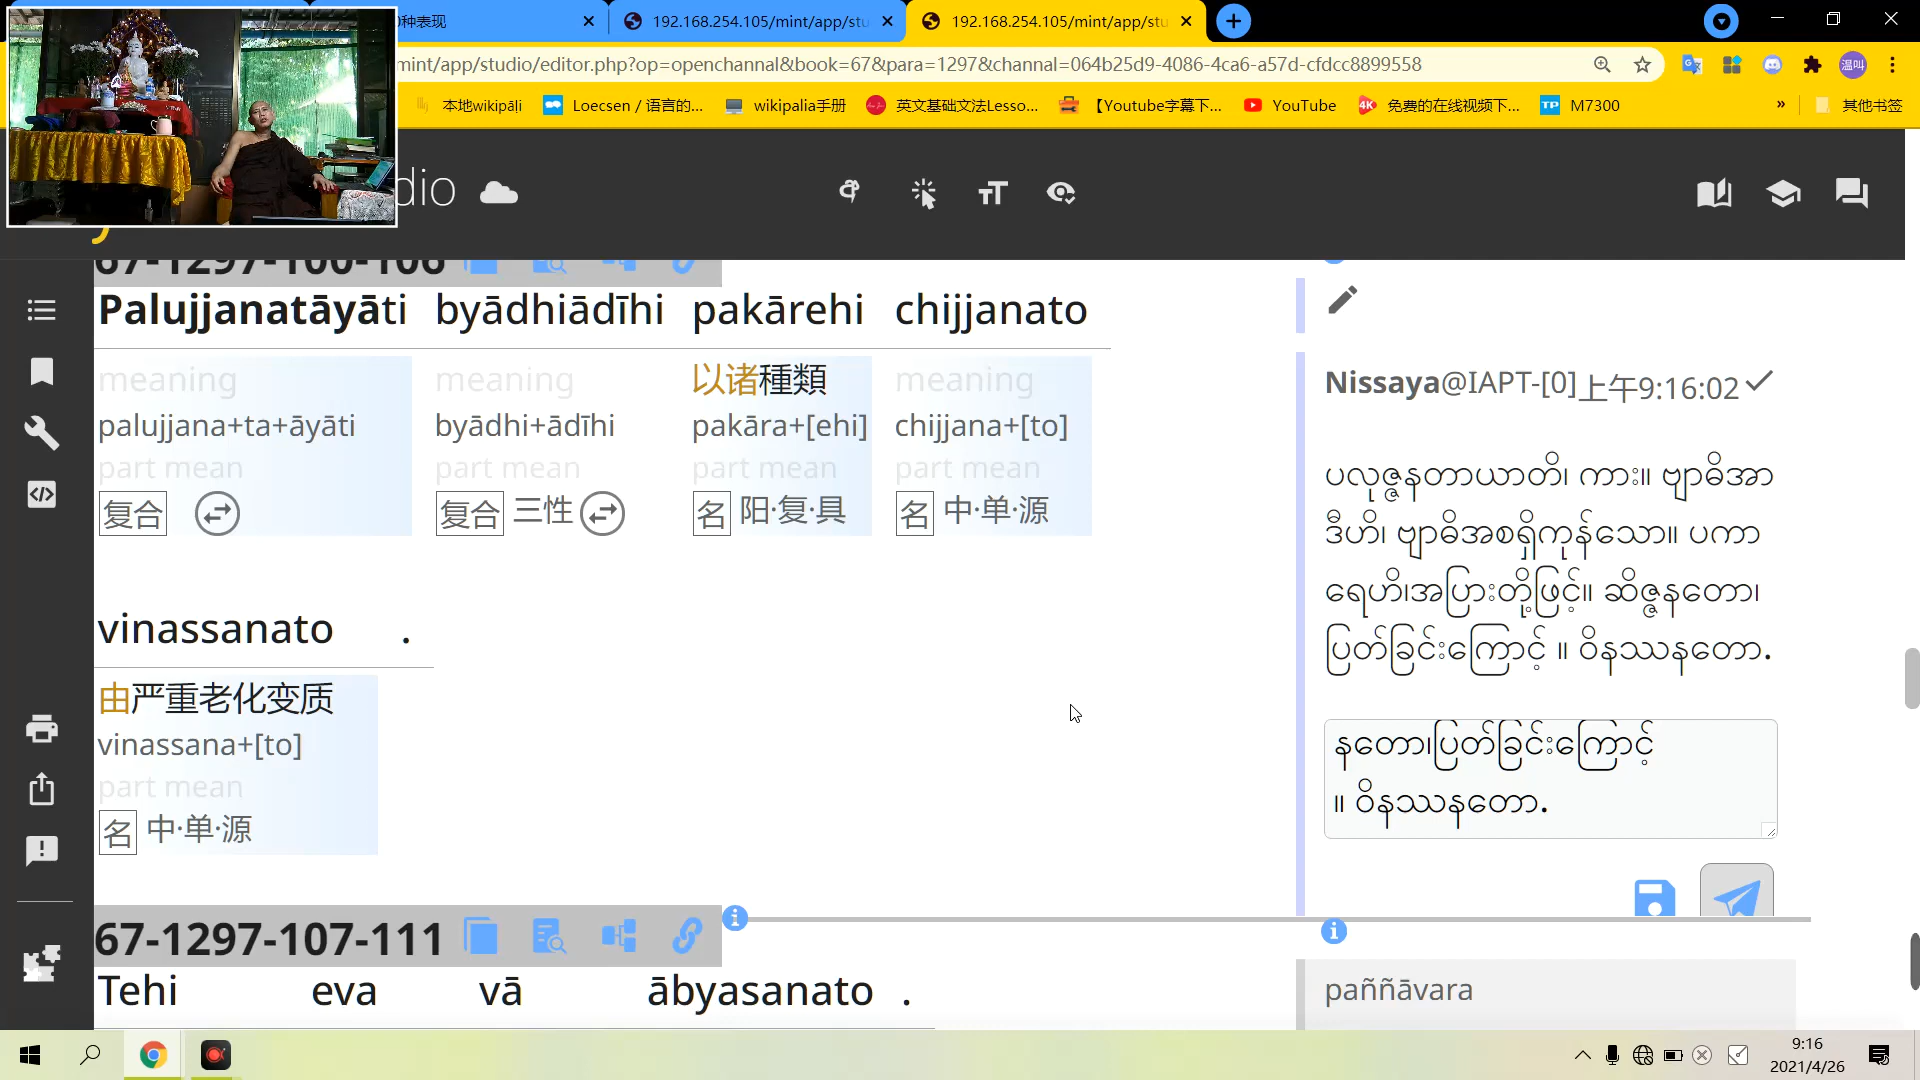 0种表现
192.168.254.105/mint/app/stu
192.168.254.105/mint/app/stu
mint/app/studio/editor.php?op=openchannal&book=67&para=1297&channal=064b25d9-4086-4ca6-a57d-cfdcc8899558
温叫
本地wikipāḷi
Loecsen / 语言的...
wikipalia手册
英文基础文法Lesso...
【Youtube字幕下...
YouTube
免费的在线视频下...
M7300
»
其他书签
dio
67-1297-100-106
Palujjanatāyāti byādhiādīhi pakārehi chijjanato
meaning meaning 以诸種類 meaning
palujjana+ta+āyāti byādhi+ādīhi pakāra+[ehi] chijjana+[to]
part mean part mean part mean part mean
复合 复合 三性 名 阳·复·具 名 中·单·源
vinassanato .
由严重老化变质
vinassana+[to]
part mean
名 中·单·源
67-1297-107-111
Tehi eva vā ābyasanato .
Nissaya@IAPT-[0]上午9:16:02
ပလုဇ္ဇနတာယာတိ၊ ကား။ ဗျာဓိအာ
ဒီဟိ၊ ဗျာဓိအစရှိကုန်သော။ ပကာ
ရေဟိ၊အပြားတို့ဖြင့်။ ဆိဇ္ဇနတော၊
ပြတ်ခြင်းကြောင့် ။ ဝိနဿနတော.
နတော၊ပြတ်ခြင်းကြောင့်
။ ဝိနဿနတော.
paññāvara
9:16
2021/4/26